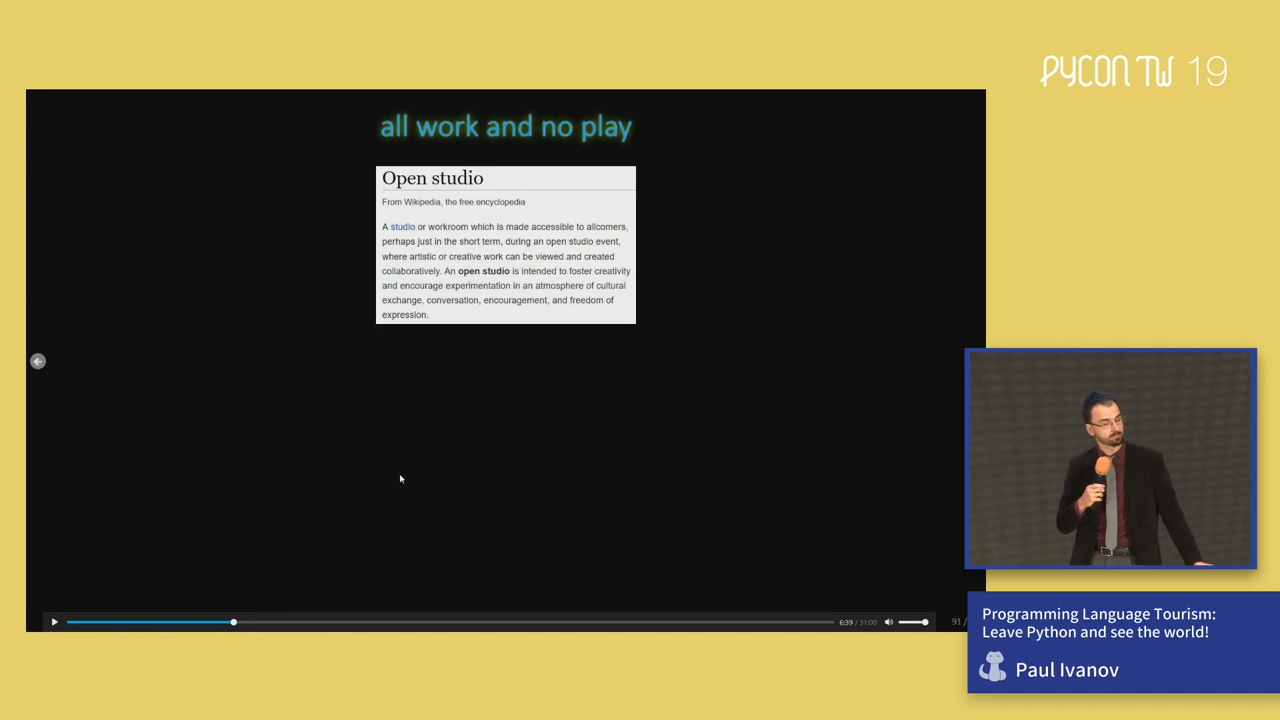 PYCON TW 19
all work and no play
Open studio
From Wikipedia, the free encyclopedia
A studio or workroom which is made accessible to allcomers,
perhaps just in the short term, during an open studio event,
where artistic or creative work can be viewed and created
collaboratively. An open studio is intended to foster creativity
and encourage experimentation in an atmosphere of cultural
exchange, conversation, encouragement, and freedom of
expression.
6:39 / 31:00
91/
Programming Language Tourism:
Leave Python and see the world!
Paul Ivanov